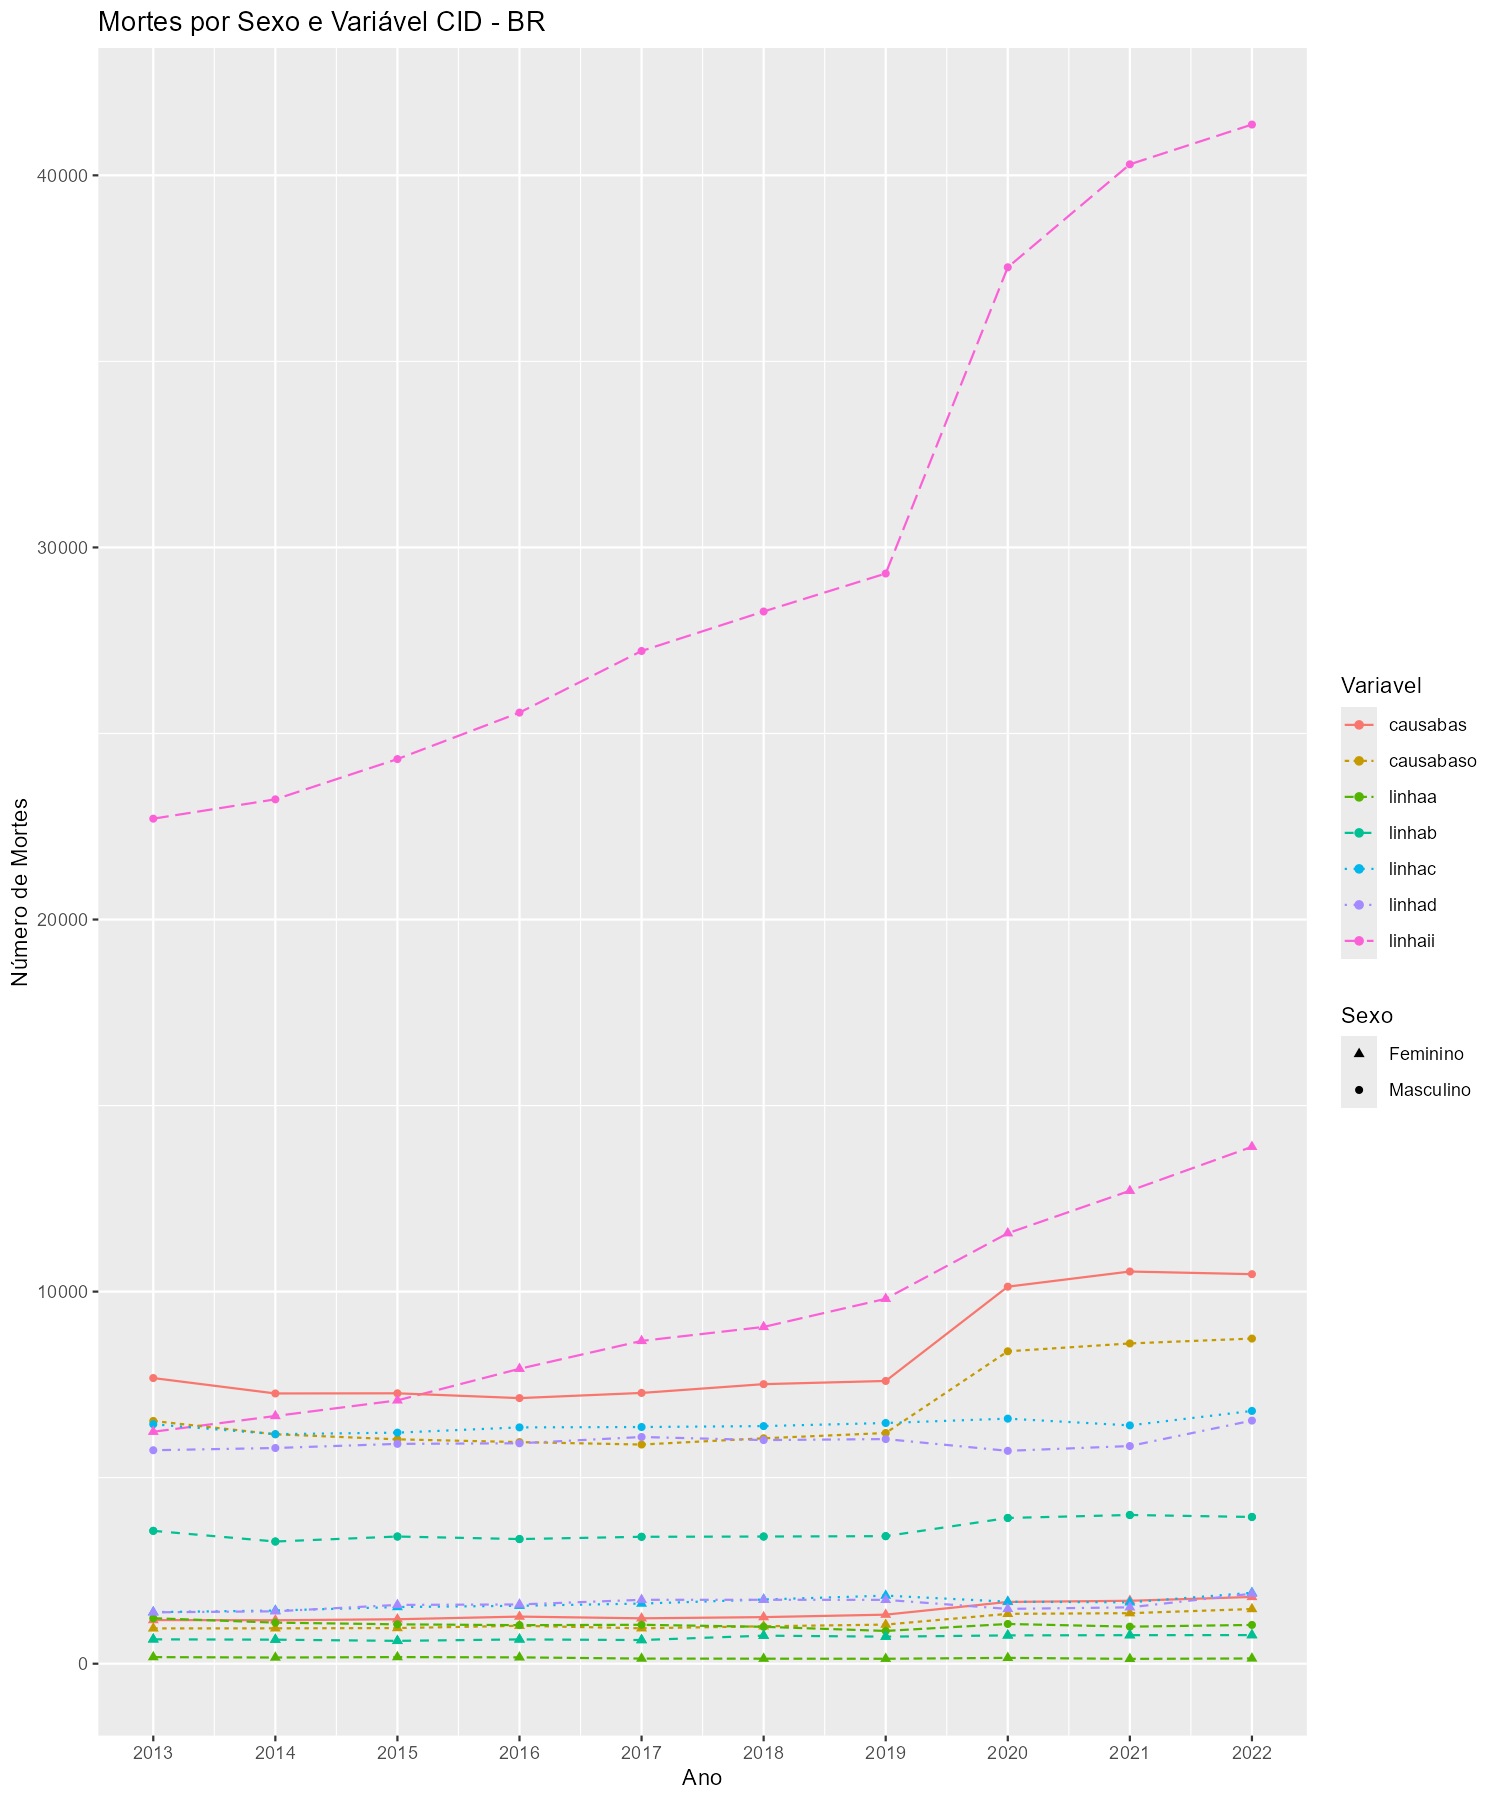 Mortes por Sexo e Variável CID - BR
Número de Mortes
40000
30000
20000
10000
0
2013 2014 2015 2016 2017 2018 2019 2020 2021 2022
Ano
Variavel
causabas
causabaso
linhaa
linhab
linhac
linhad
linhaii
Sexo
Feminino
Masculino